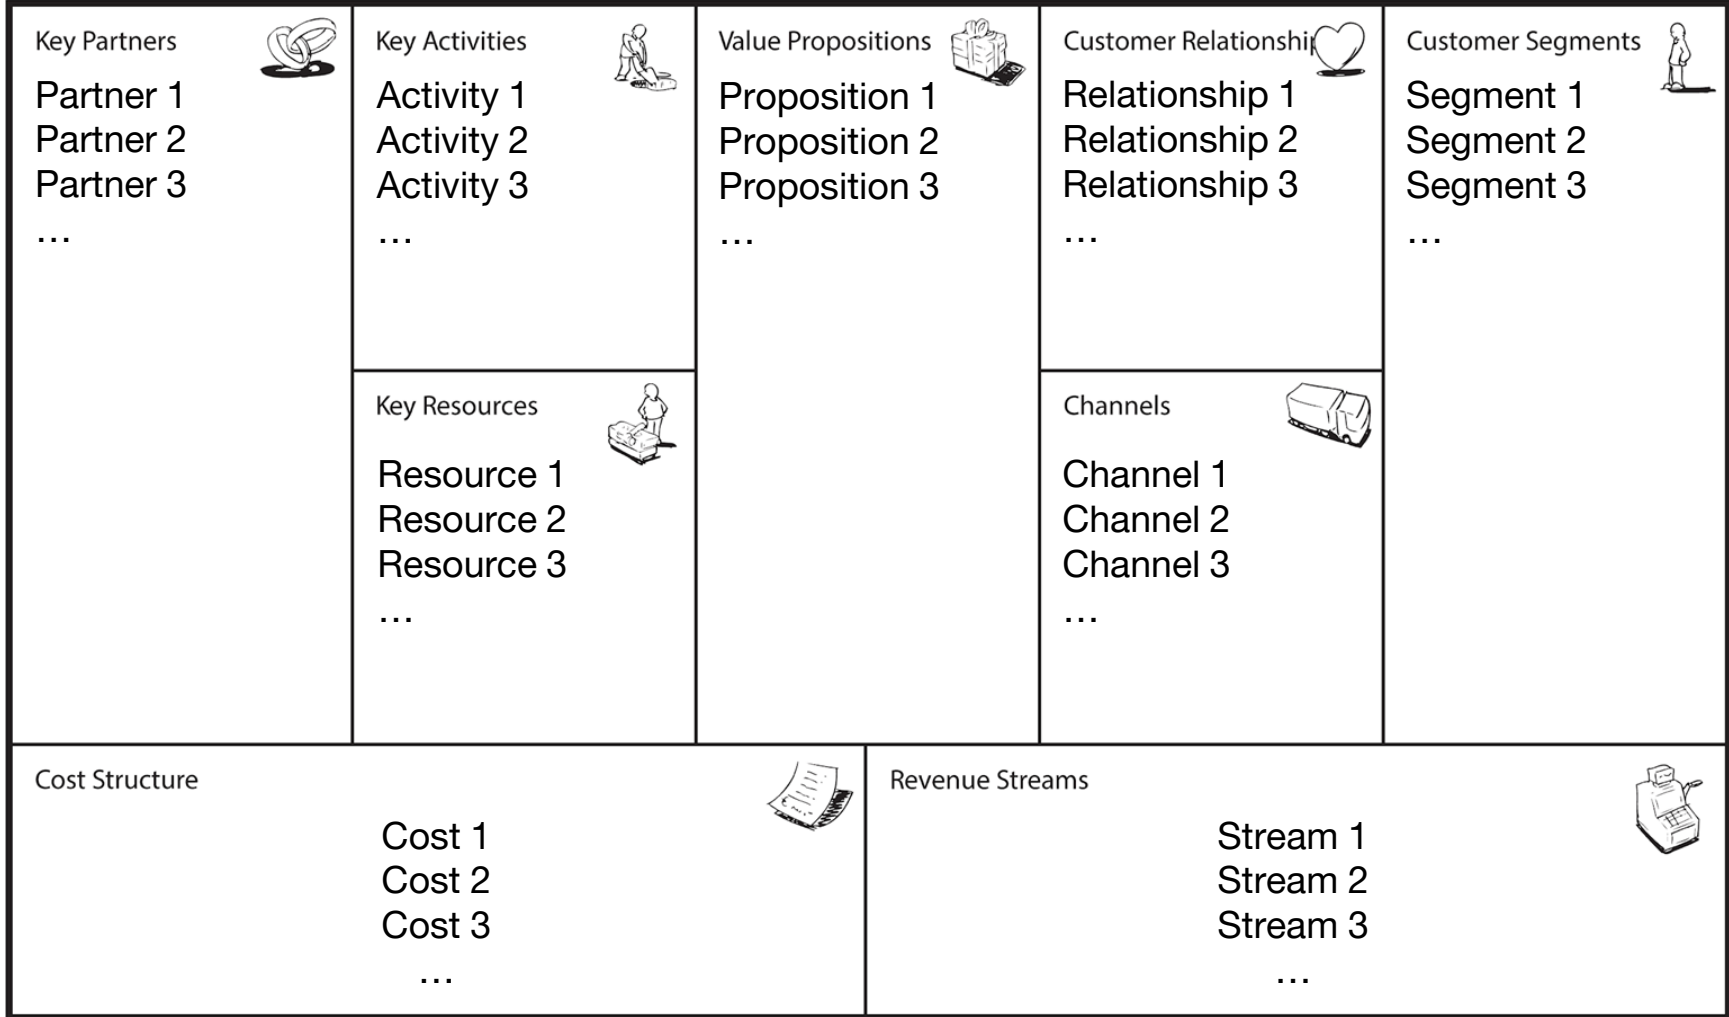 Key Partners
Partner 1
Partner 2
Partner 3
...
Key Activities
Activity 1
Activity 2
Activity 3
...
Key Resources
Resource 1
Resource 2
Resource 3
...
Value Propositions
Proposition 1
Proposition 2
Proposition 3
...
Customer Relationship
Relationship 1
Relationship 2
Relationship 3
...
Channels
Channel 1
Channel 2
Channel 3
...
Customer Segments
Segment 1
Segment 2
Segment 3
...
Cost Structure
Cost 1
Cost 2
Cost 3
...
Revenue Streams
Stream 1
Stream 2
Stream 3
...